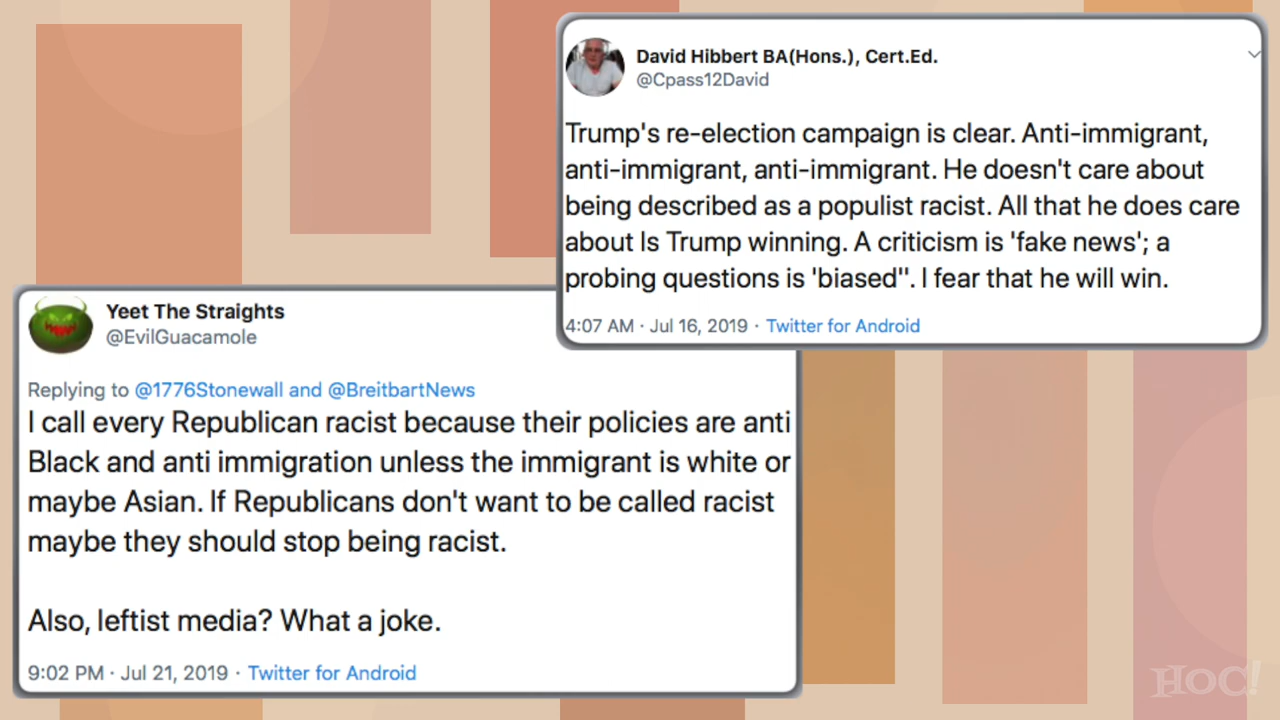 David Hibbert BA(Hons.), Cert.Ed.
@Cpass12David
Trump's re-election campaign is clear. Anti-immigrant,
anti-immigrant, anti-immigrant. He doesn't care about
being described as a populist racist. All that he does care
about Is Trump winning. A criticism is 'fake news'; a
probing questions is 'biased''. I fear that he will win.
4:07 AM · Jul 16, 2019 · Twitter for Android
Yeet The Straights
@EvilGuacamole
Replying to @1776Stonewall and @BreitbartNews
I call every Republican racist because their policies are anti
Black and anti immigration unless the immigrant is white or
maybe Asian. If Republicans don't want to be called racist
maybe they should stop being racist.
Also, leftist media? What a joke.
9:02 PM · Jul 21, 2019 · Twitter for Android
HOC!